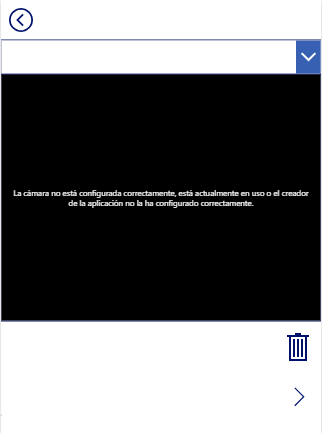 La cámara no está configurada correctamente, está actualmente en uso o el creador
de la aplicación no la ha configurado correctamente.